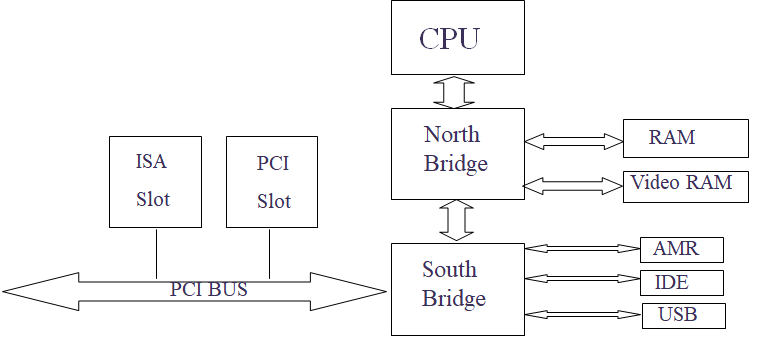 CPU
North
Bridge
RAM
Video RAM
ISA
Slot
PCI
Slot
South
Bridge
AMR
IDE
USB
PCI BUS